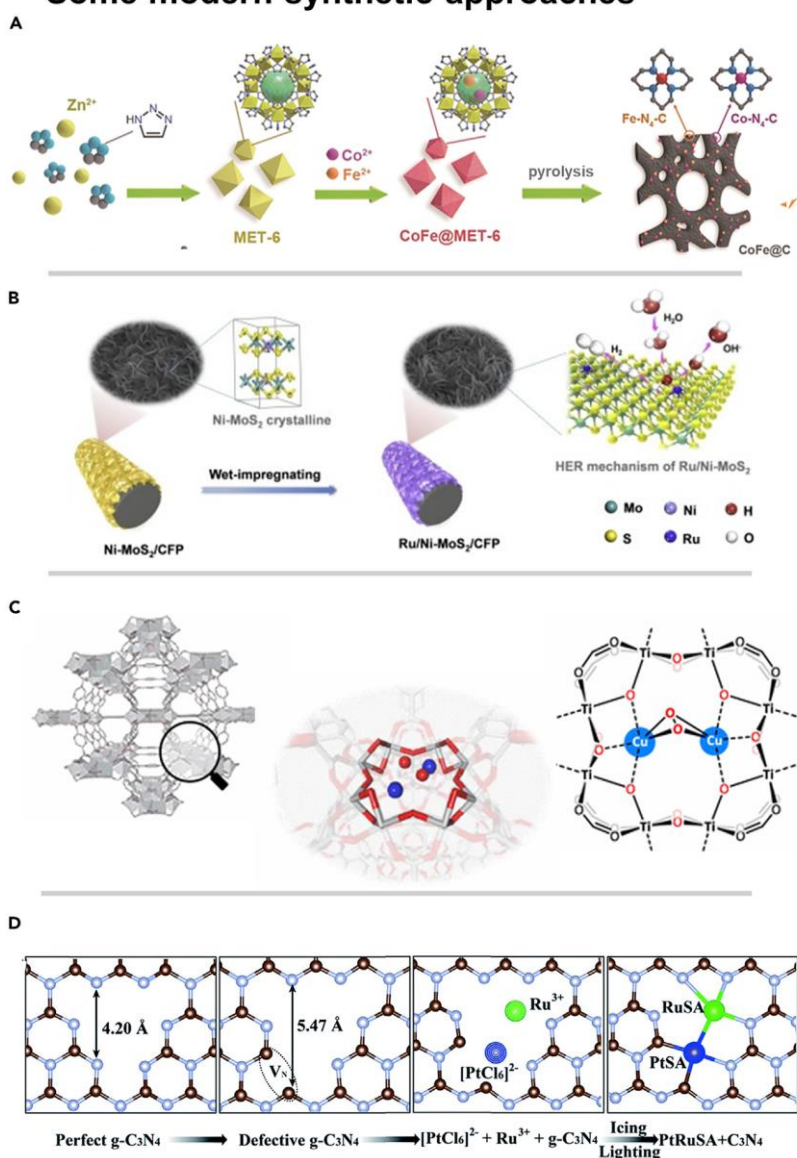 Some modern synthetic approaches
A
Zn²⁺
HN N N
Fe-N₄-C Co-N₄-C
Co²⁺
Fe²⁺
pyrolysis
MET-6
CoFe@MET-6
CoFe@C
B
H₂O
H₂
OH⁻
Ni-MoS₂ crystalline
HER mechanism of Ru/Ni-MoS₂
Wet-impregnating
Mo Ni H
S Ru O
Ni-MoS₂/CFP
Ru/Ni-MoS₂/CFP
C
O Ti O Ti O
O O O
Ti O O Ti
O Cu O Cu O
Ti O O Ti
O Ti O Ti O
D
4.20 Å
5.47 Å
V_N
Ru³⁺
[PtCl₆]²⁻
RuSA
PtSA
Perfect g-C₃N₄ Defective g-C₃N₄ [PtCl₆]²⁻ + Ru³⁺ + g-C₃N₄ Icing Lighting PtRuSA+C₃N₄